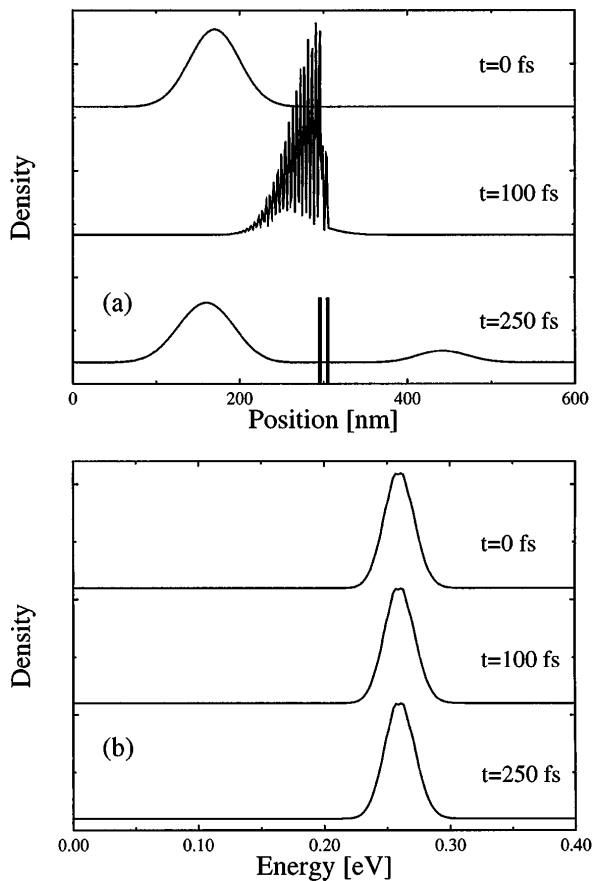 t=0 fs
t=100 fs
t=250 fs
(a)
Density
0 200 400 600
Position [nm]
t=0 fs
t=100 fs
t=250 fs
(b)
Density
0.00 0.10 0.20 0.30 0.40
Energy [eV]